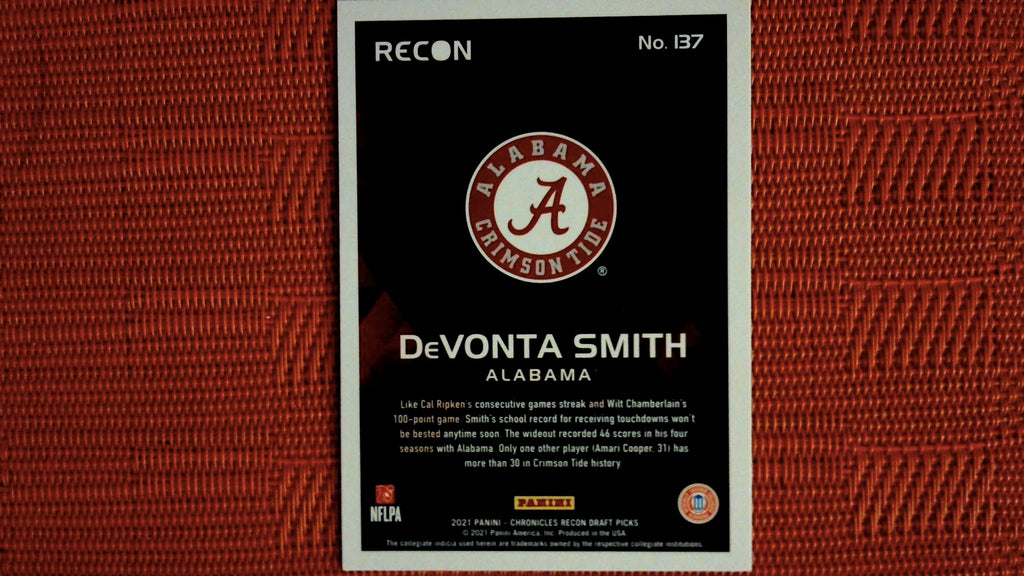 RECON
No. 137
ALABAMA
A
CRIMSON TIDE
®
DeVONTA SMITH
ALABAMA
Like Cal Ripken's consecutive games streak and Wilt Chamberlain's
100-point game. Smith's school record for receiving touchdowns won't
be bested anytime soon. The wideout recorded 46 scores in his four
seasons with Alabama. Only one other player (Amari Cooper, 31) has
more than 30 in Crimson Tide history.
NFLPA
PANINI
2021 PANINI - CHRONICLES RECON DRAFT PICKS
© 2021 Panini America, Inc. Produced in the USA.
The collegiate indicia used herein are trademarks owned by the respective collegiate institutions.